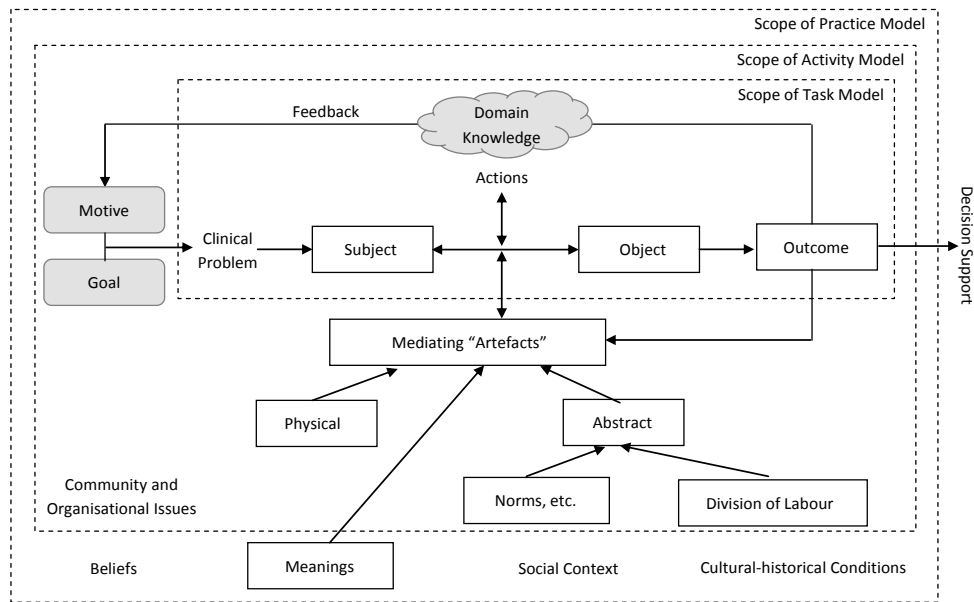 Scope of Practice Model
Scope of Activity Model
Scope of Task Model
Feedback
Domain
Knowledge
Actions
Motive
Goal
Clinical
Problem
Subject
Object
Outcome
Decision Support
Mediating “Artefacts”
Physical
Abstract
Community and
Organisational Issues
Norms, etc.
Division of Labour
Beliefs
Meanings
Social Context
Cultural-historical Conditions